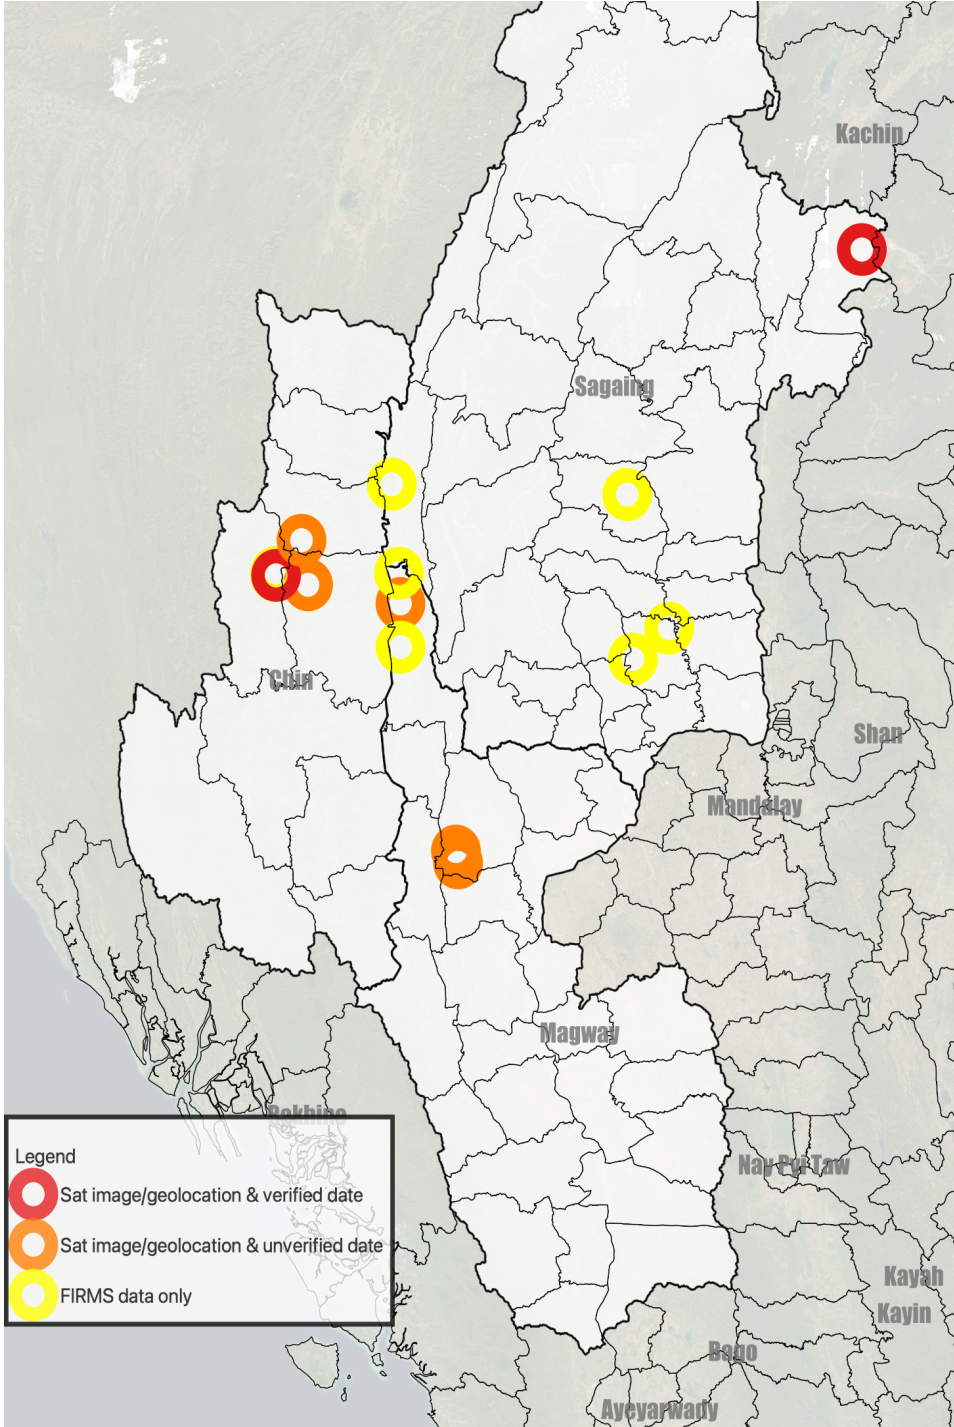 Kachin
Sagaing
Chin
Shan
Mandalay
Magway
Rakhine
Nay Pyi Taw
Kayah
Kayin
Bago
Ayeyarwady
Legend
Sat image/geolocation & verified date
Sat image/geolocation & unverified date
FIRMS data only